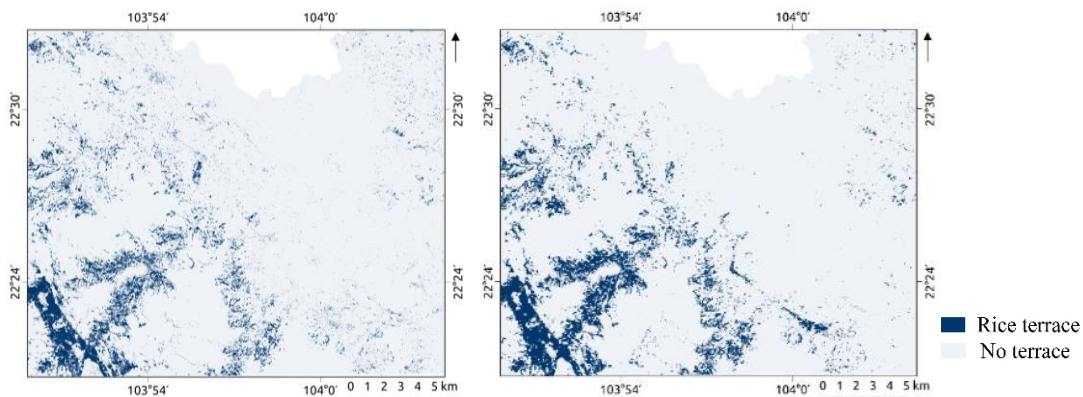 103°54′ 104°0′ 103°54′ 104°0′
22°30′ 22°30′ 22°30′ 22°30′
22°24′ 22°24′ 22°24′ 22°24′
Rice terrace
No terrace
103°54′ 104°0′ 0 1 2 3 4 5 km 103°54′ 104°0′ 0 1 2 3 4 5 km